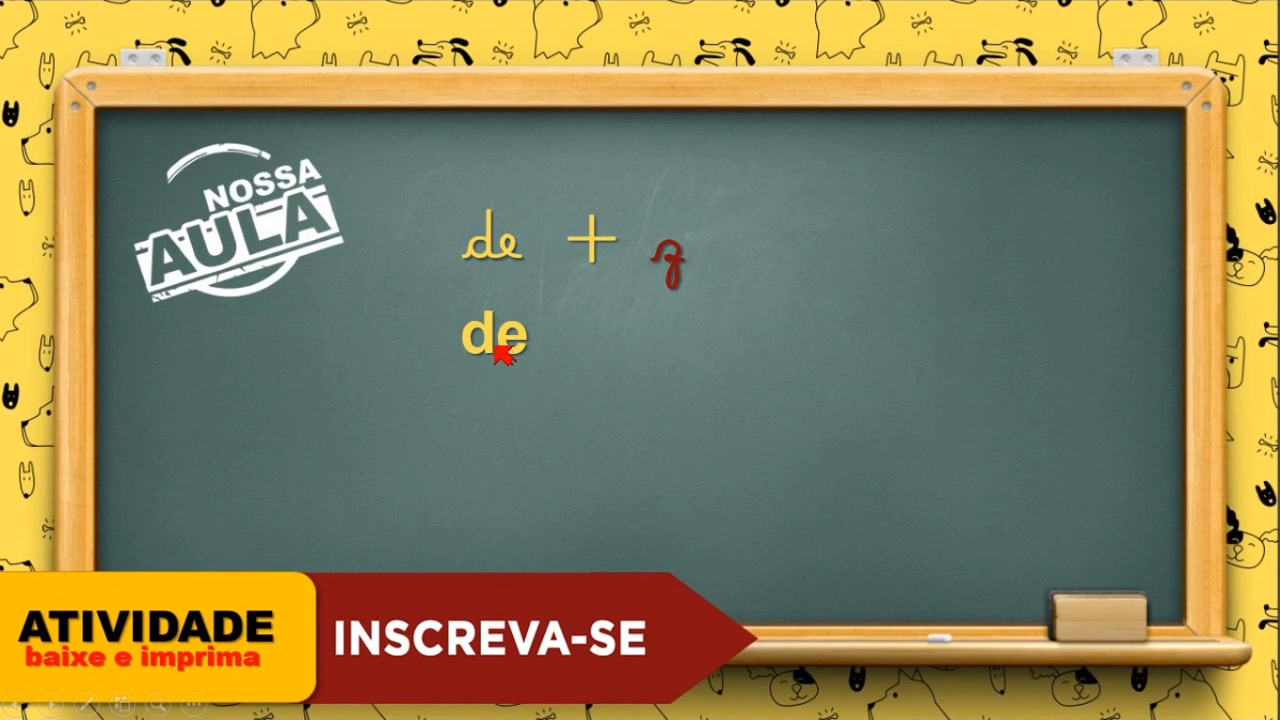 NOSSA
AULA
de + z
de
ATIVIDADE
baixe e imprima
INSCREVA-SE